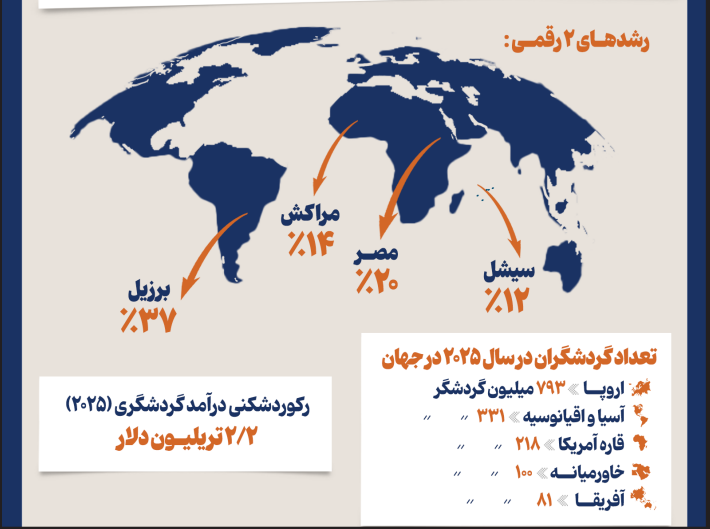 رشدهای ۲ رقمی:
مراکش
٪۱۴
مصر
٪۲۰
سیشل
٪۱۲
برزیل
٪۳۷
تعداد گردشگران در سال ۲۰۲۵ در جهان
اروپا » ۷۹۳ میلیون گردشگر
آسیا و اقیانوسیه » ۳۳۱〃 〃
قاره آمریکا » ۲۱۸ 〃 〃
خاورمیانه » ۱۰۰ 〃 〃
آفریقا » ۸۱ 〃 〃
رکوردشکنی درآمد گردشگری (۲۰۲۵)
۲/۲ تریلیون دلار